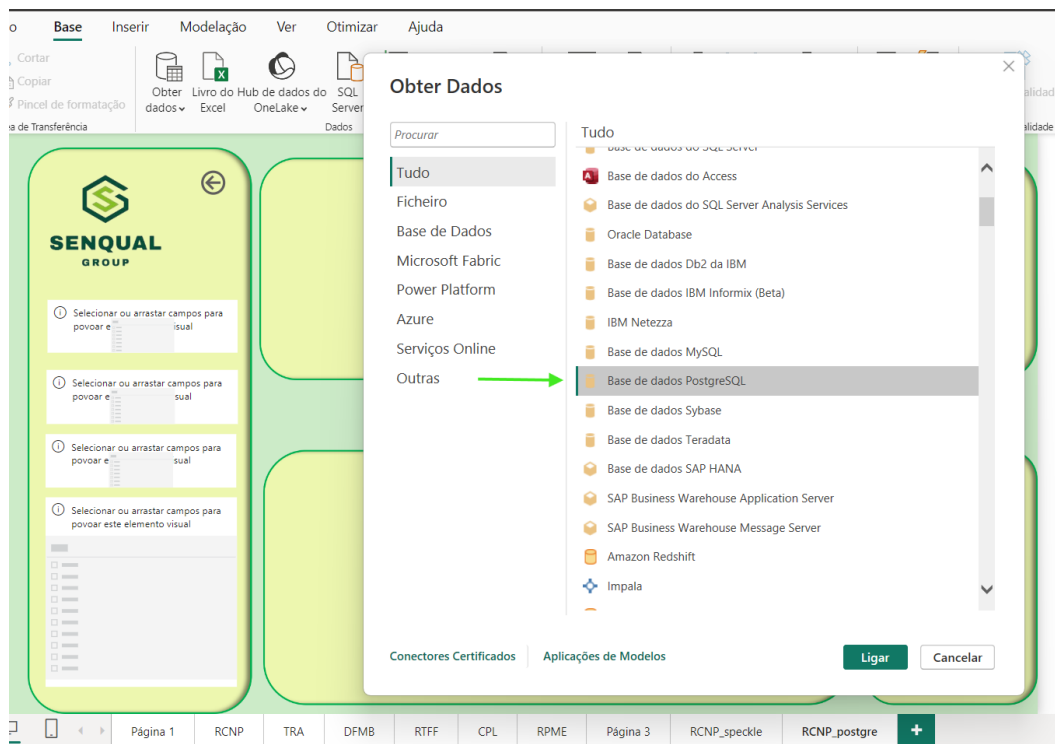 Base Inserir Modelação Ver Otimizar Ajuda
Cortar
Copiar
Pincel de formatação
a de Transferência
Obter dados
Livro do Excel
Hub de dados do OneLake
SQL Server
Dados
Obter Dados
Procurar
Tudo
Ficheiro
Base de Dados
Microsoft Fabric
Power Platform
Azure
Serviços Online
Outras
Tudo
Base de dados do SQL Server
Base de dados do Access
Base de dados do SQL Server Analysis Services
Oracle Database
Base de dados Db2 da IBM
Base de dados IBM Informix (Beta)
IBM Netezza
Base de dados MySQL
Base de dados PostgreSQL
Base de dados Sybase
Base de dados Teradata
Base de dados SAP HANA
SAP Business Warehouse Application Server
SAP Business Warehouse Message Server
Amazon Redshift
Impala
Conectores Certificados
Aplicações de Modelos
Ligar
Cancelar
SENQUAL
GROUP
Selecionar ou arrastar campos para
povoar e isual
Selecionar ou arrastar campos para
povoar e sual
Selecionar ou arrastar campos para
povoar e sual
Selecionar ou arrastar campos para
povoar este elemento visual
Página 1 RCNP TRA DFMB RTFF CPL RPME Página 3 RCNP_speckle RCNP_postgre +